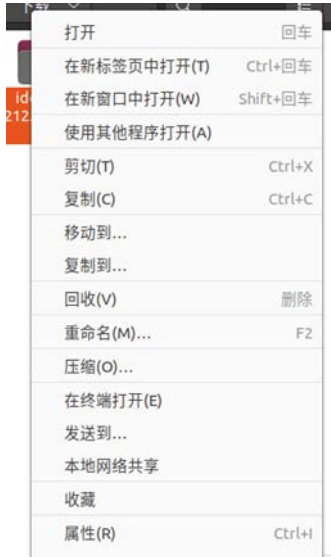 下载
打开 回车
在新标签页中打开(T) Ctrl+回车
在新窗口中打开(W) Shift+回车
使用其他程序打开(A)
剪切(T) Ctrl+X
复制(C) Ctrl+C
移动到...
复制到...
回收(V) 删除
重命名(M)... F2
压缩(O)...
在终端打开(E)
发送到...
本地网络共享
收藏
属性(R) Ctrl+I